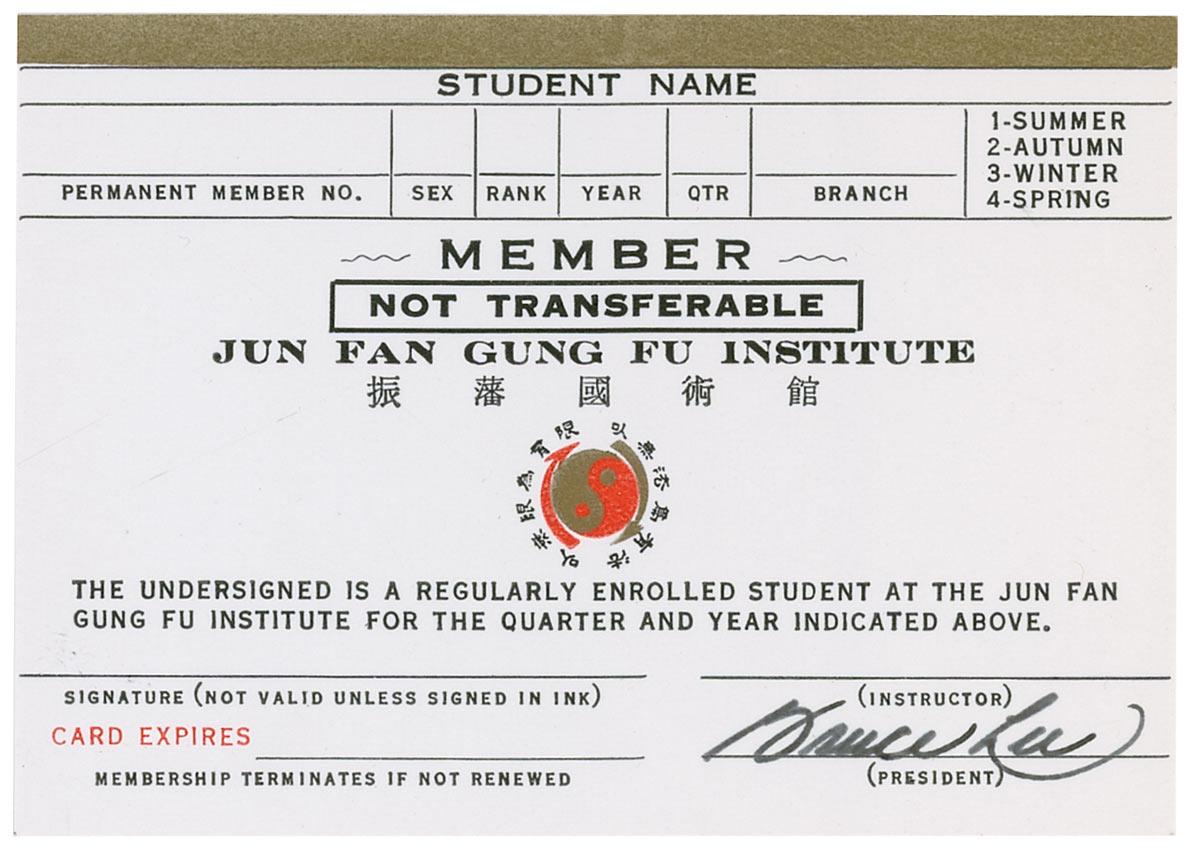 STUDENT NAME
1-SUMMER
2-AUTUMN
3-WINTER
4-SPRING
PERMANENT MEMBER NO. SEX RANK YEAR QTR BRANCH
MEMBER
NOT TRANSFERABLE
JUN FAN GUNG FU INSTITUTE
振藩國術館
以無法為有法
以無限為有限
THE UNDERSIGNED IS A REGULARLY ENROLLED STUDENT AT THE JUN FAN
GUNG FU INSTITUTE FOR THE QUARTER AND YEAR INDICATED ABOVE.
SIGNATURE (NOT VALID UNLESS SIGNED IN INK)
(INSTRUCTOR)
CARD EXPIRES
Bruce Lee
MEMBERSHIP TERMINATES IF NOT RENEWED
(PRESIDENT)